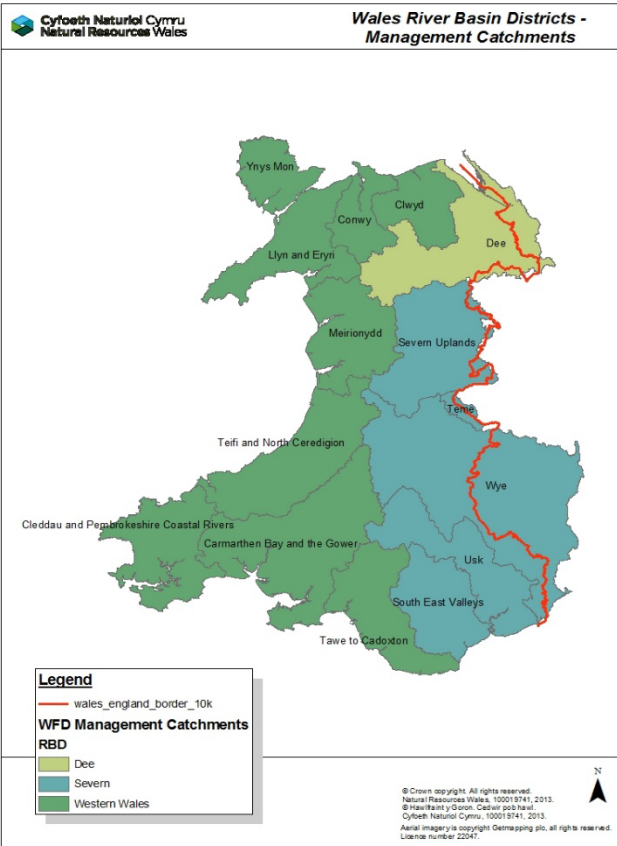 Cyfoeth Naturiol Cymru
Natural Resources Wales
Wales River Basin Districts -
Management Catchments
Ynys Mon
Clwyd
Conwy
Dee
Llyn and Eryri
Meirionydd
Severn Uplands
Teme
Teifi and North Ceredigion
Wye
Cleddau and Pembrokeshire Coastal Rivers
Carmarthen Bay and the Gower
Usk
South East Valleys
Tawe to Cadoxton
Legend
wales_england_border_10k
WFD Management Catchments
RBD
Dee
Severn
Western Wales
N
© Crown copyright. All rights reserved.
Natural Resources Wales, 100019741, 2013.
© Hawlfraint y Goron. Cedwir pob hawl.
Cyfoeth Naturiol Cymru, 100019741, 2013.
Aerial imagery is copyright Getmapping plc, all rights reserved.
Licence number 22047.